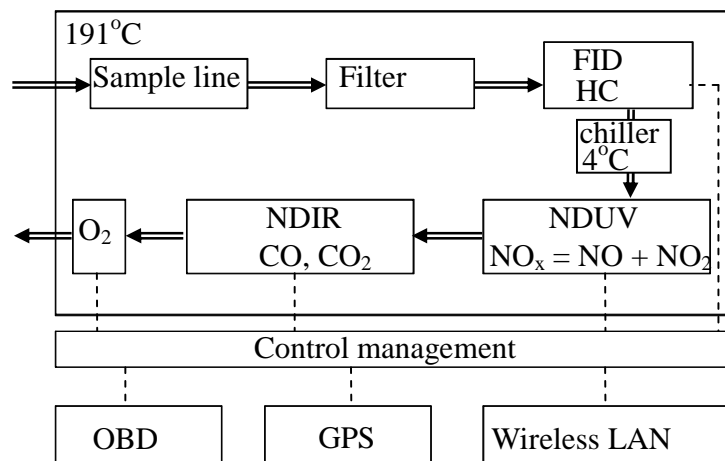 191°C
Sample line
Filter
FID
HC
chiller
4°C
O₂
NDIR
CO, CO₂
NDUV
NOₓ = NO + NO₂
Control management
OBD
GPS
Wireless LAN